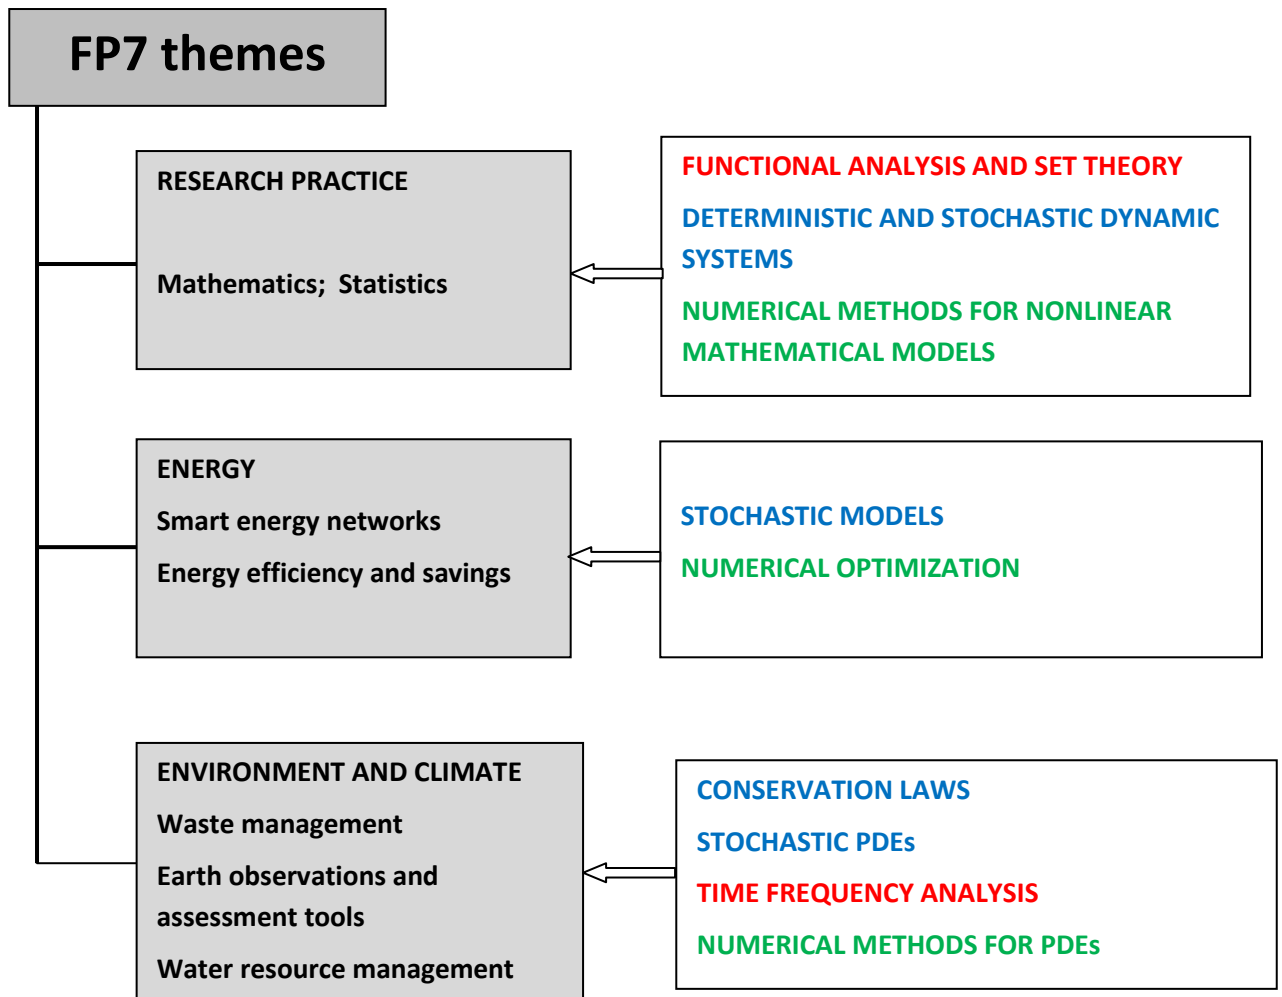 FP7 themes
RESEARCH PRACTICE
Mathematics;  Statistics
FUNCTIONAL ANALYSIS AND SET THEORY
DETERMINISTIC AND STOCHASTIC DYNAMIC
SYSTEMS
NUMERICAL METHODS FOR NONLINEAR
MATHEMATICAL MODELS
ENERGY
Smart energy networks
Energy efficiency and savings
STOCHASTIC MODELS
NUMERICAL OPTIMIZATION
ENVIRONMENT AND CLIMATE
Waste management
Earth observations and
assessment tools
Water resource management
CONSERVATION LAWS
STOCHASTIC PDEs
TIME FREQUENCY ANALYSIS
NUMERICAL METHODS FOR PDEs